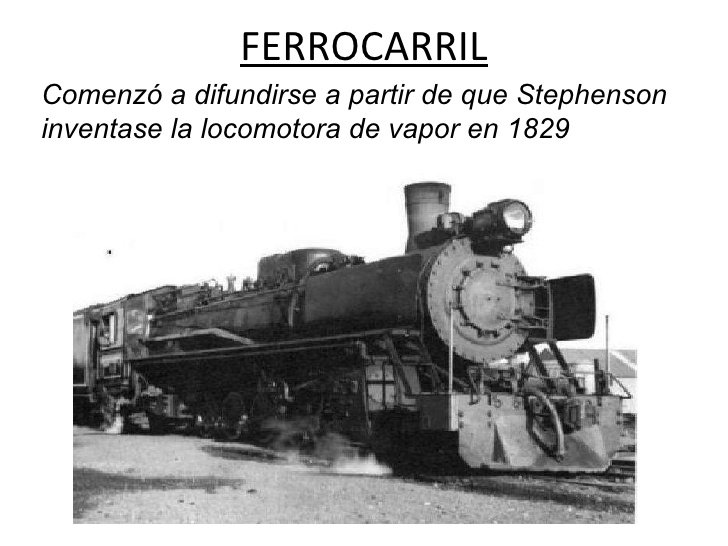 FERROCARRIL
Comenzó a difundirse a partir de que Stephenson
inventase la locomotora de vapor en 1829